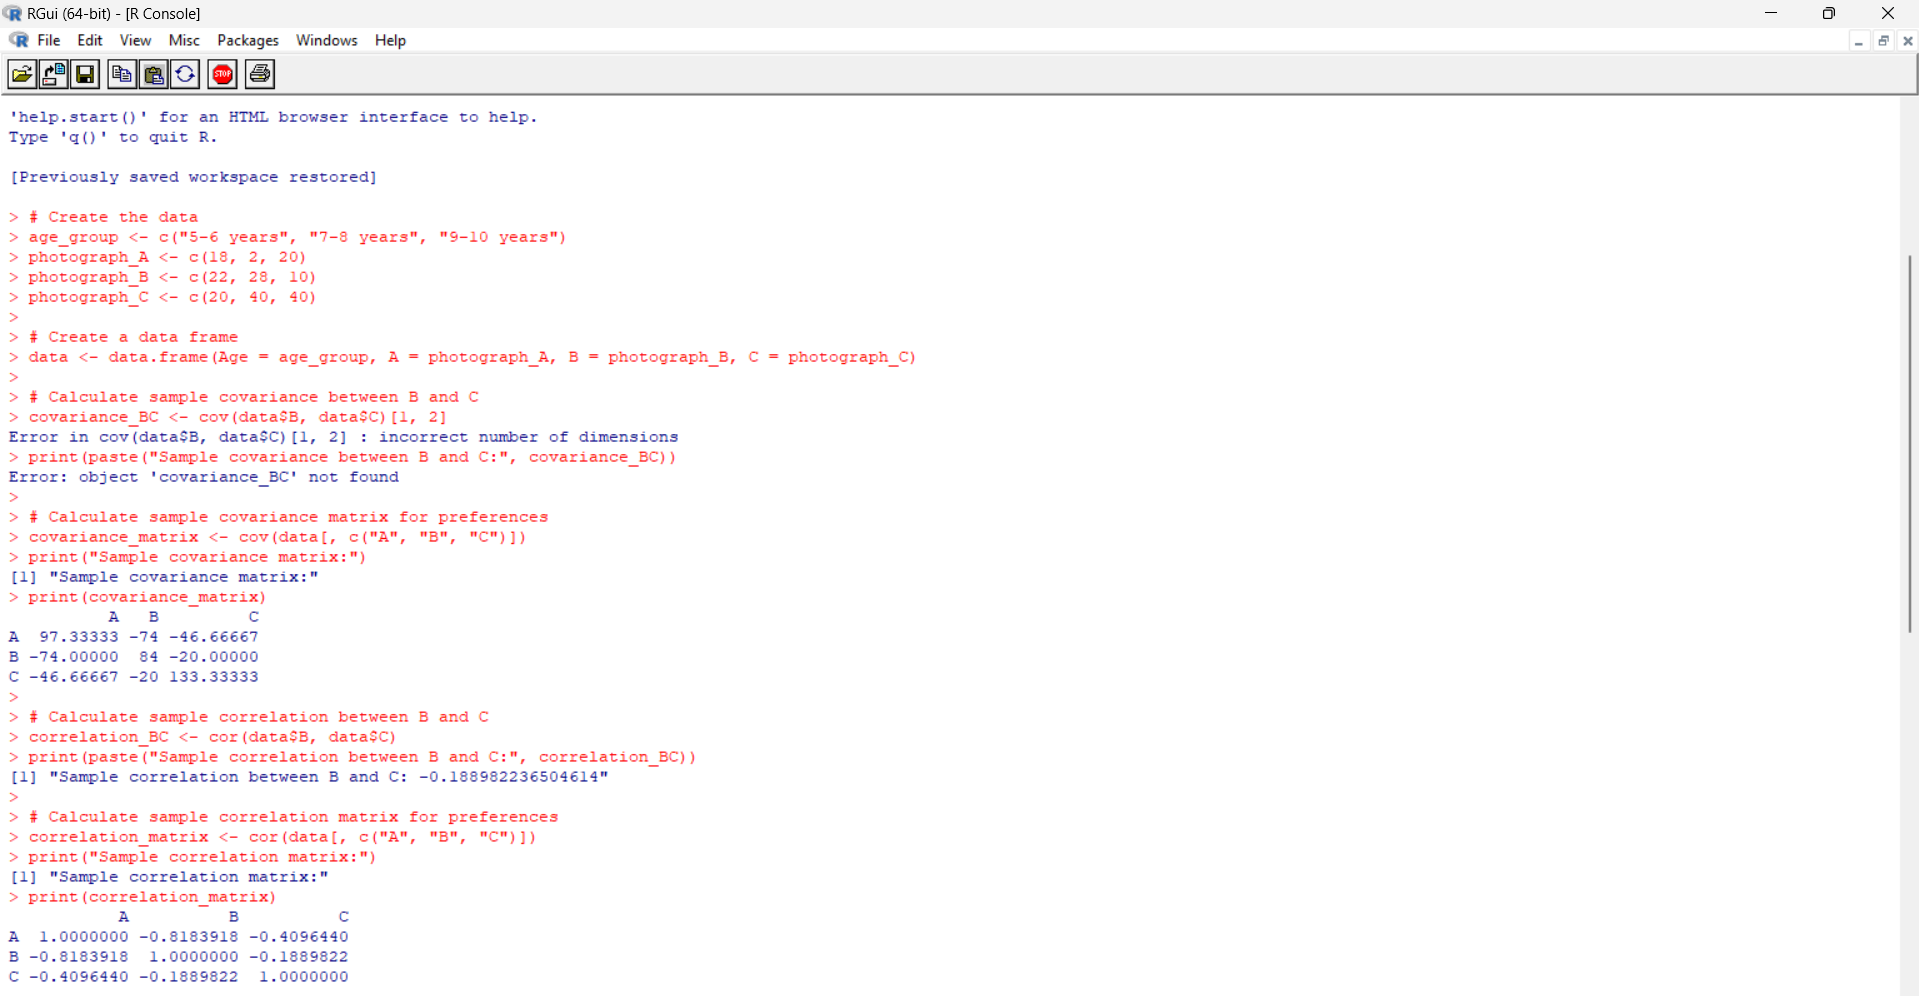 RGui (64-bit) - [R Console]
File Edit View Misc Packages Windows Help
STOP
'help.start()' for an HTML browser interface to help.
Type 'q()' to quit R.
[Previously saved workspace restored]
> # Create the data
> age_group <- c("5-6 years", "7-8 years", "9-10 years")
> photograph_A <- c(18, 2, 20)
> photograph_B <- c(22, 28, 10)
> photograph_C <- c(20, 40, 40)
>
> # Create a data frame
> data <- data.frame(Age = age_group, A = photograph_A, B = photograph_B, C = photograph_C)
>
> # Calculate sample covariance between B and C
> covariance_BC <- cov(data$B, data$C)[1, 2]
Error in cov(data$B, data$C)[1, 2] : incorrect number of dimensions
> print(paste("Sample covariance between B and C:", covariance_BC))
Error: object 'covariance_BC' not found
>
> # Calculate sample covariance matrix for preferences
> covariance_matrix <- cov(data[, c("A", "B", "C")])
> print("Sample covariance matrix:")
[1] "Sample covariance matrix:"
> print(covariance_matrix)
A B C
A 97.33333 -74 -46.66667
B -74.00000 84 -20.00000
C -46.66667 -20 133.33333
>
> # Calculate sample correlation between B and C
> correlation_BC <- cor(data$B, data$C)
> print(paste("Sample correlation between B and C:", correlation_BC))
[1] "Sample correlation between B and C: -0.188982236504614"
>
> # Calculate sample correlation matrix for preferences
> correlation_matrix <- cor(data[, c("A", "B", "C")])
> print("Sample correlation matrix:")
[1] "Sample correlation matrix:"
> print(correlation_matrix)
A B C
A 1.0000000 -0.8183918 -0.4096440
B -0.8183918 1.0000000 -0.1889822
C -0.4096440 -0.1889822 1.0000000